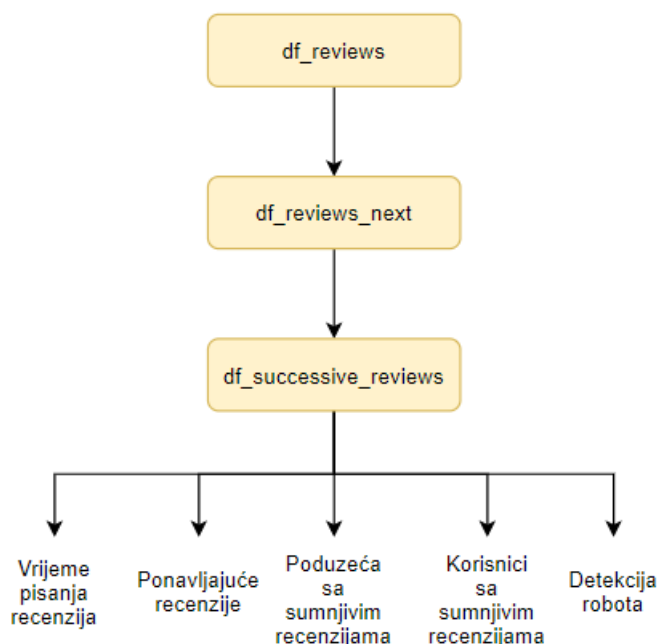 df_reviews
df_reviews_next
df_successive_reviews
Vrijeme
pisanja
recenzija
Ponavljajuće
recenzije
Poduzeća
sa
sumnjivim
recenzijama
Korisnici
sa
sumnjivim
recenzijama
Detekcija
robota